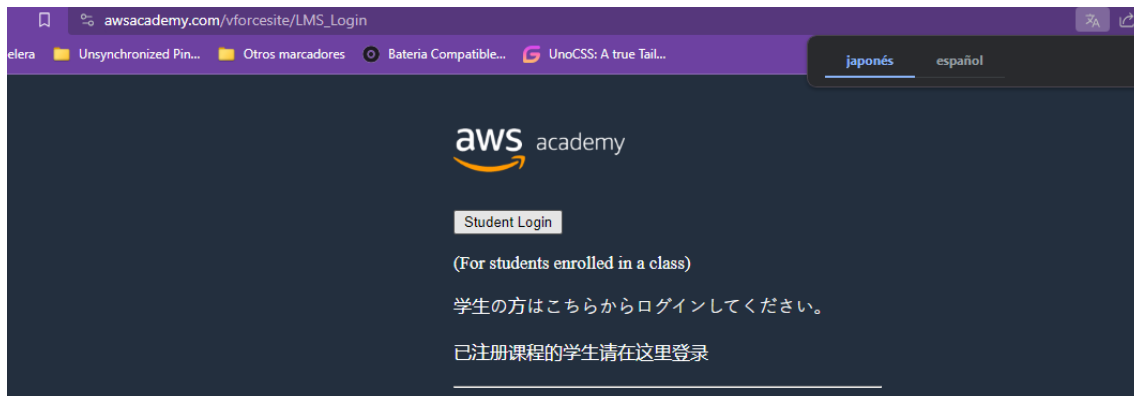 awsacademy.com/vforcesite/LMS_Login
elera Unsynchronized Pin... Otros marcadores Bateria Compatible... UnoCSS: A true Tail...
japonés español
aws academy
Student Login
(For students enrolled in a class)
学生の方はこちらからログインしてください。
已注册课程的学生请在这里登录